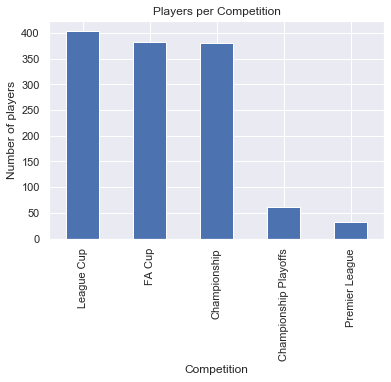 Players per Competition
Number of players
400
350
300
250
200
150
100
50
0
League Cup
FA Cup
Championship
Championship Playoffs
Premier League
Competition